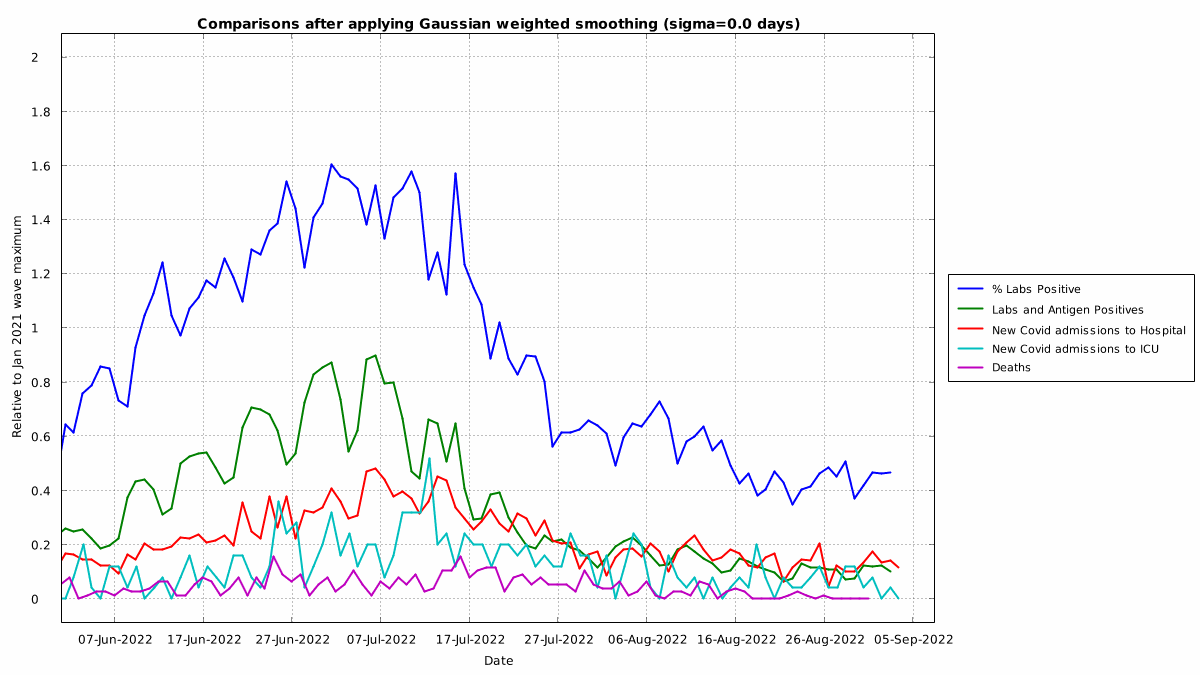 Comparisons after applying Gaussian weighted smoothing (sigma=0.0 days)
2
1.8
1.6
1.4
1.2
1
0.8
0.6
0.4
0.2
0
Relative to Jan 2021 wave maximum
07-Jun-2022 17-Jun-2022 27-Jun-2022 07-Jul-2022 17-Jul-2022 27-Jul-2022 06-Aug-2022 16-Aug-2022 26-Aug-2022 05-Sep-2022
Date
% Labs Positive
Labs and Antigen Positives
New Covid admissions to Hospital
New Covid admissions to ICU
Deaths